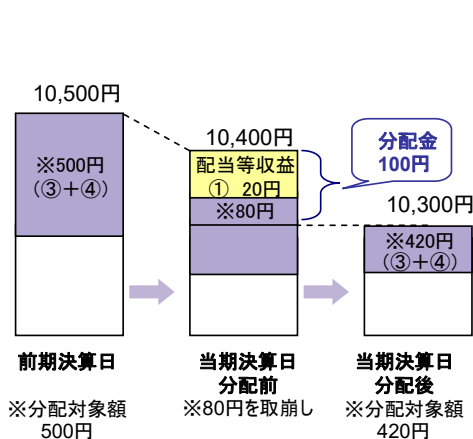 10,500円
※500円
(③+④)
10,400円
配当等収益
① 20円
※80円
分配金
100円
10,300円
※420円
(③+④)
前期決算日
※分配対象額
500円
当期決算日
分配前
※80円を取崩し
当期決算日
分配後
※分配対象額
420円